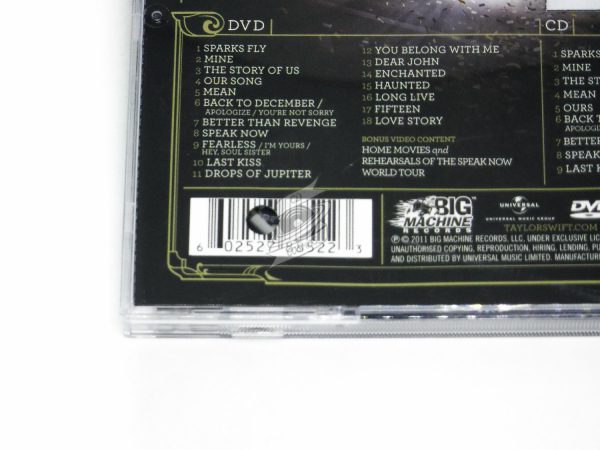 DVD
1 SPARKS FLY
2 MINE
3 THE STORY OF US
4 OUR SONG
5 MEAN
6 BACK TO DECEMBER /
APOLOGIZE / YOU'RE NOT SORRY
7 BETTER THAN REVENGE
8 SPEAK NOW
9 FEARLESS / I'M YOURS /
HEY, SOUL SISTER
10 LAST KISS
11 DROPS OF JUPITER
12 YOU BELONG WITH ME
13 DEAR JOHN
14 ENCHANTED
15 HAUNTED
16 LONG LIVE
17 FIFTEEN
18 LOVE STORY
BONUS VIDEO CONTENT
HOME MOVIES and
REHEARSALS OF THE SPEAK NOW
WORLD TOUR
CD
1 SPARKS
2 MINE
3 THE STO
4 MEAN
5 OURS
6 BACK T
APOLOGIZE
7 BETTER
8 SPEAK
9 LAST K
BIG
MACHINE
RECORDS
UNIVERSAL
UNIVERSAL MUSIC GROUP
DVD
TAYLORSWIFT.COM
℗ © 2011 BIG MACHINE RECORDS, LLC. UNDER EXCLUSIVE LIC
UNAUTHORISED COPYING, REPRODUCTION, HIRING, LENDING, PU
AND DISTRIBUTED BY UNIVERSAL MUSIC LIMITED. MANUFACTUR
6 02527 88522 3